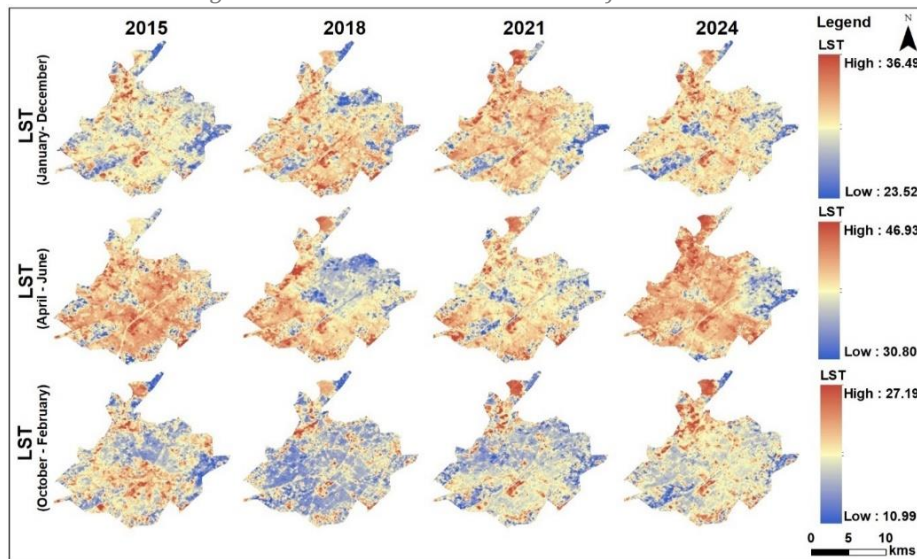 2015 2018 2021 2024
Legend
N
LST
(January- December)
LST
High : 36.49
Low : 23.52
LST
(April - June)
LST
High : 46.93
Low : 30.80
LST
(October - February)
LST
High : 27.19
Low : 10.99
0 5 10
kms